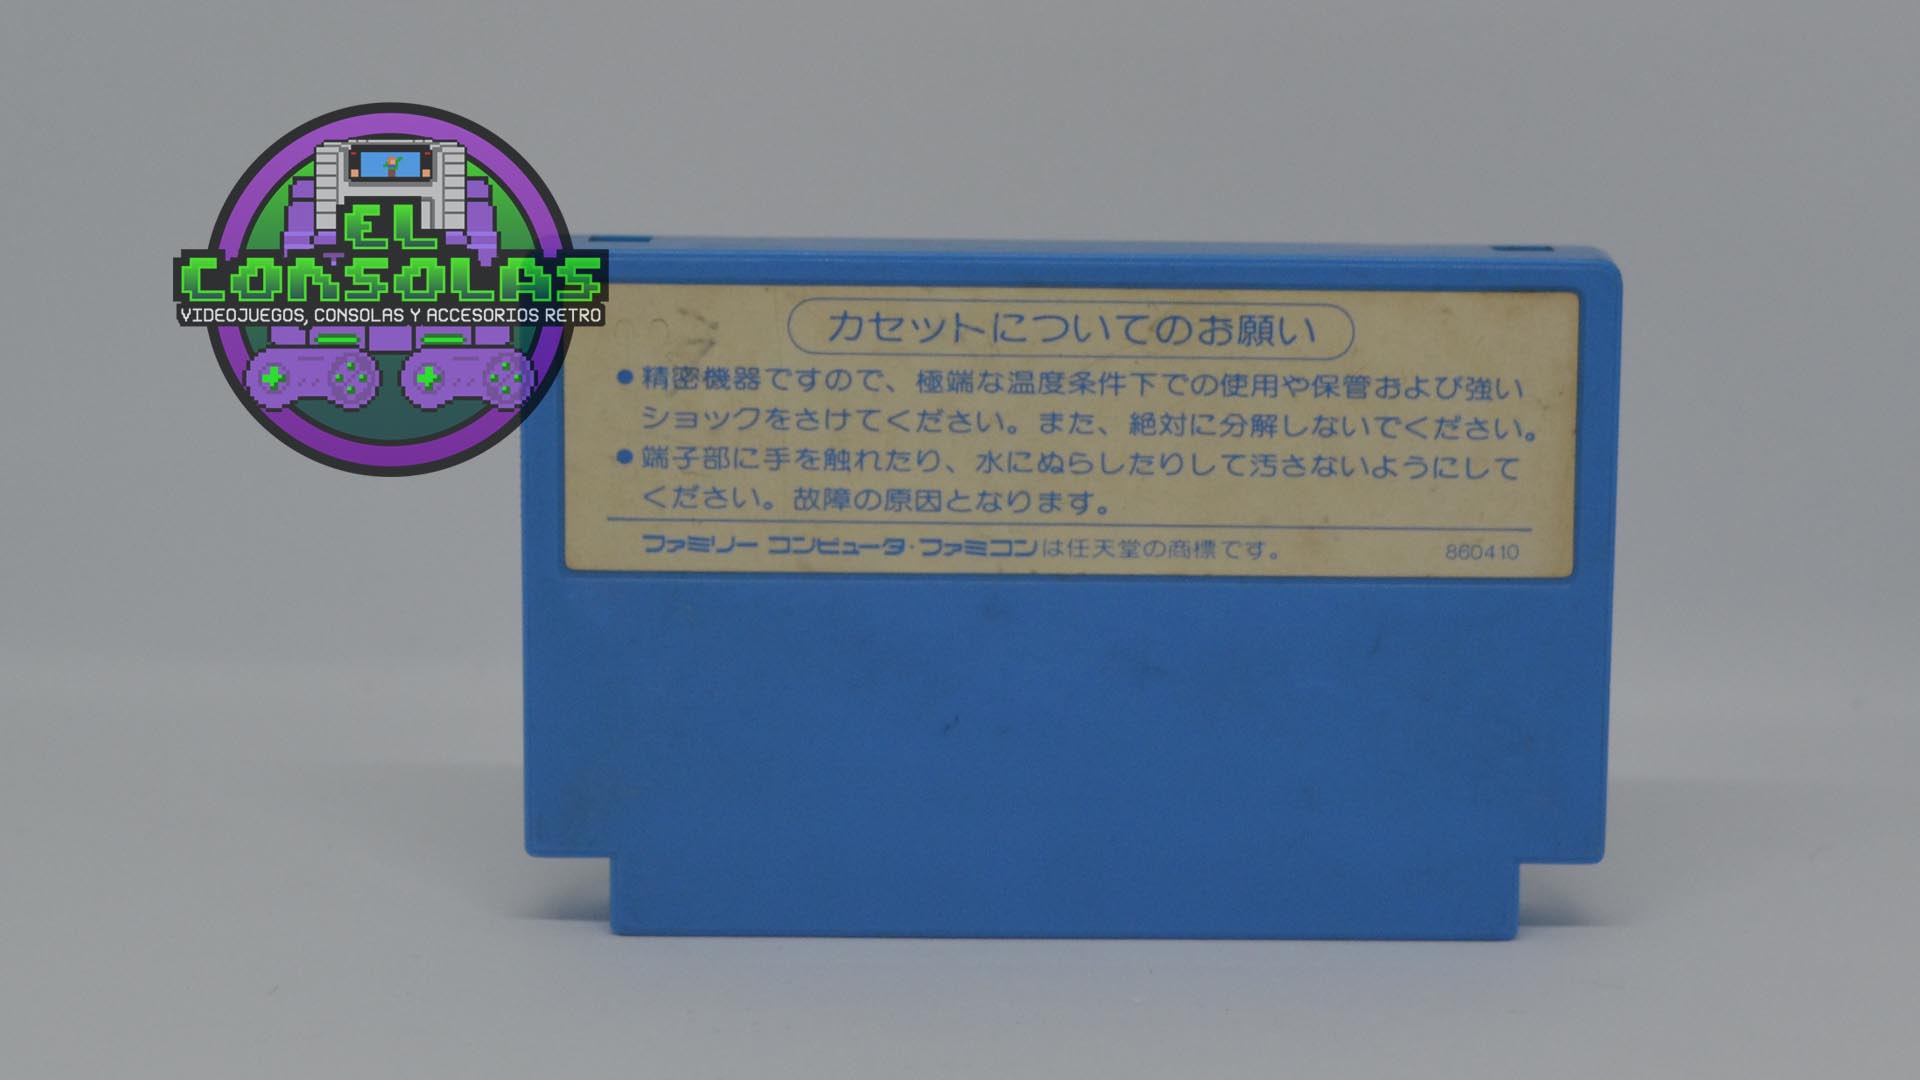 EL
CONSOLAS
VIDEOJUEGOS, CONSOLAS Y ACCESORIOS RETRO
カセットについてのお願い
●精密機器ですので、極端な温度条件下での使用や保管および強い
ショックをさけてください。また、絶対に分解しないでください。
●端子部に手を触れたり、水にぬらしたりして汚さないようにして
ください。故障の原因となります。
ファミリー コンピュータ・ファミコンは任天堂の商標です。 860410